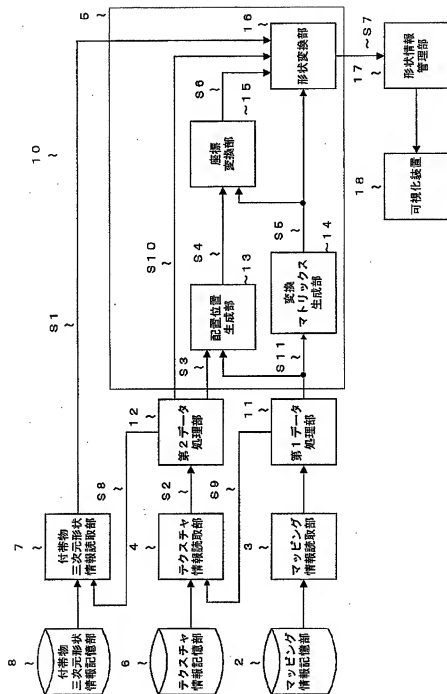 10
5
8
付帯物
三次元形状
情報記憶部
7
付帯物
三次元形状
情報読取部
S1
16
形状変換部
S8
S10
S6
S7
6
テクスチャ
情報記憶部
4
テクスチャ
情報読取部
S2
12
第2データ
処理部
S3
13
配置位置
生成部
S4
15
座標
変換部
17
形状情報
管理部
S9
S5
2
マッピング
情報記憶部
3
マッピング
情報読取部
11
第1データ
処理部
S11
14
変換
マトリックス
生成部
18
可視化装置